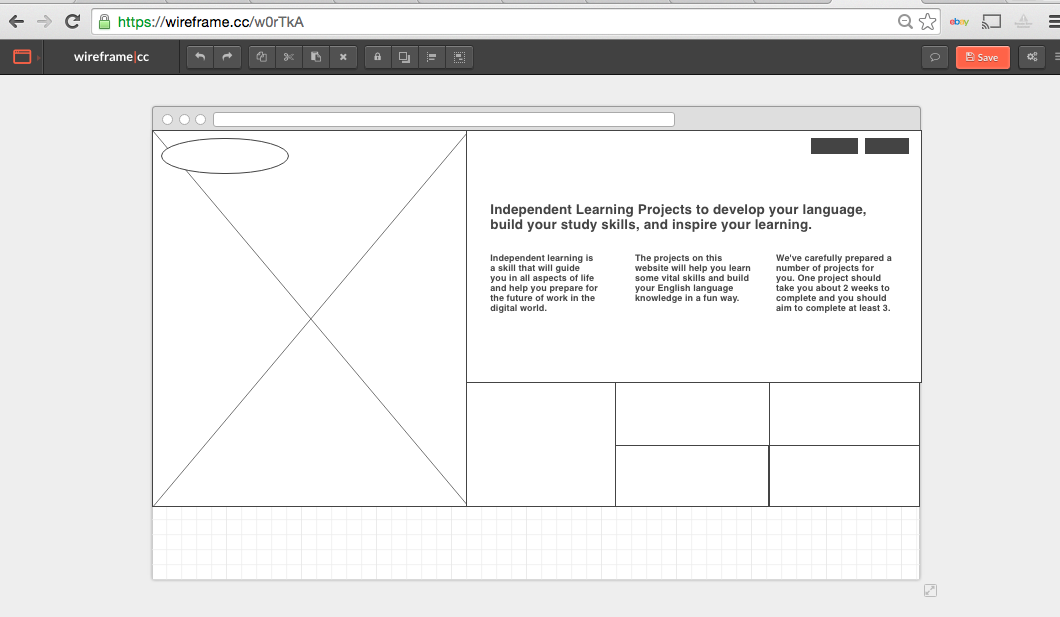 https://wireframe.cc/w0rTkA
ebay
wireframe|cc
Save
Independent Learning Projects to develop your language,
build your study skills, and inspire your learning.
Independent learning is
a skill that will guide
you in all aspects of life
and help you prepare for
the future of work in the
digital world.
The projects on this
website will help you learn
some vital skills and build
your English language
knowledge in a fun way.
We've carefully prepared a
number of projects for
you. One project should
take you about 2 weeks to
complete and you should
aim to complete at least 3.